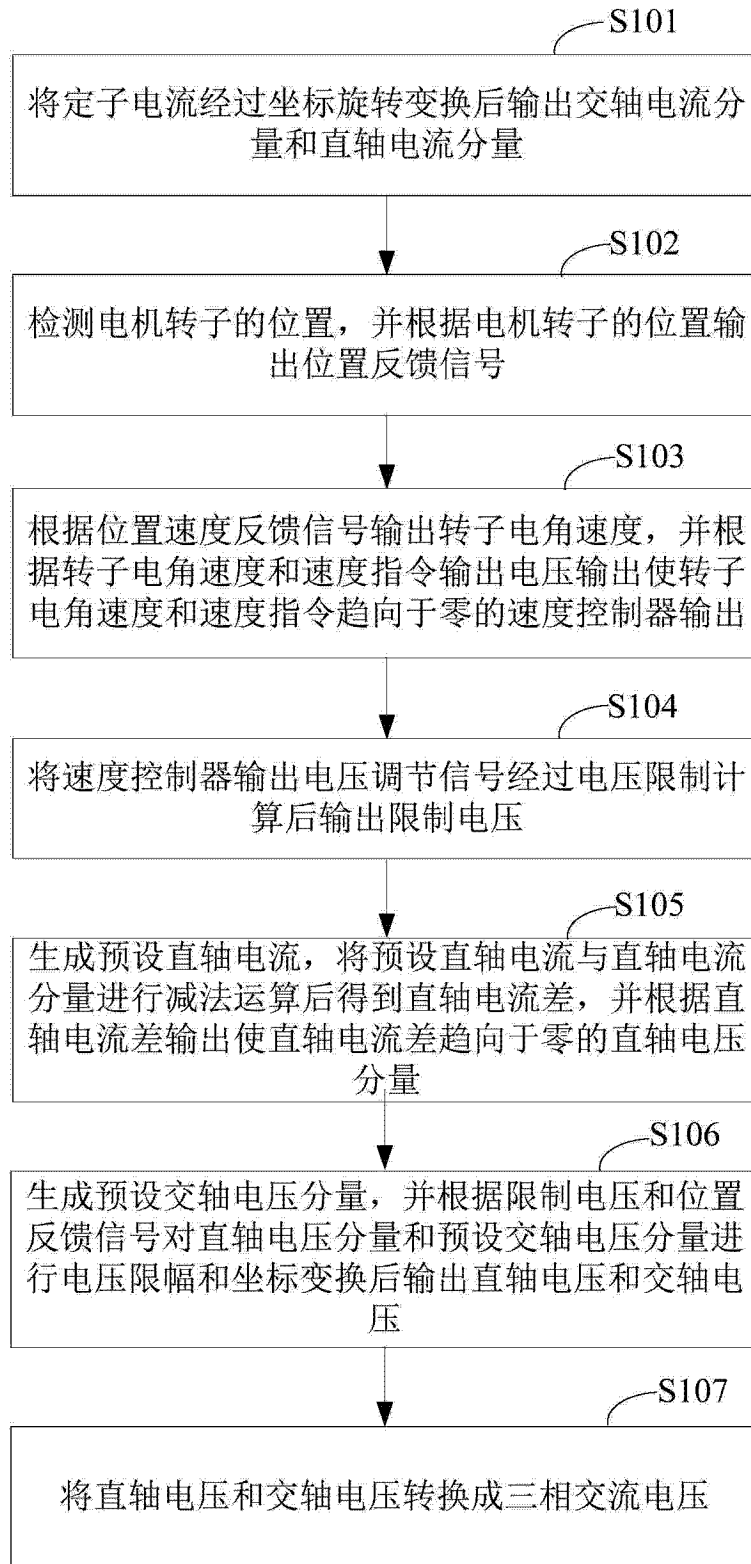 S101
将定子电流经过坐标旋转变换后输出交轴电流分
量和直轴电流分量
S102
检测电机转子的位置，并根据电机转子的位置输
出位置反馈信号
S103
根据位置速度反馈信号输出转子电角速度，并根
据转子电角速度和速度指令输出电压输出使转子
电角速度和速度指令趋向于零的速度控制器输出
S104
将速度控制器输出电压调节信号经过电压限制计
算后输出限制电压
S105
生成预设直轴电流，将预设直轴电流与直轴电流
分量进行减法运算后得到直轴电流差，并根据直
轴电流差输出使直轴电流差趋向于零的直轴电压
分量
S106
生成预设交轴电压分量，并根据限制电压和位置
反馈信号对直轴电压分量和预设交轴电压分量进
行电压限幅和坐标变换后输出直轴电压和交轴电
压
S107
将直轴电压和交轴电压转换成三相交流电压